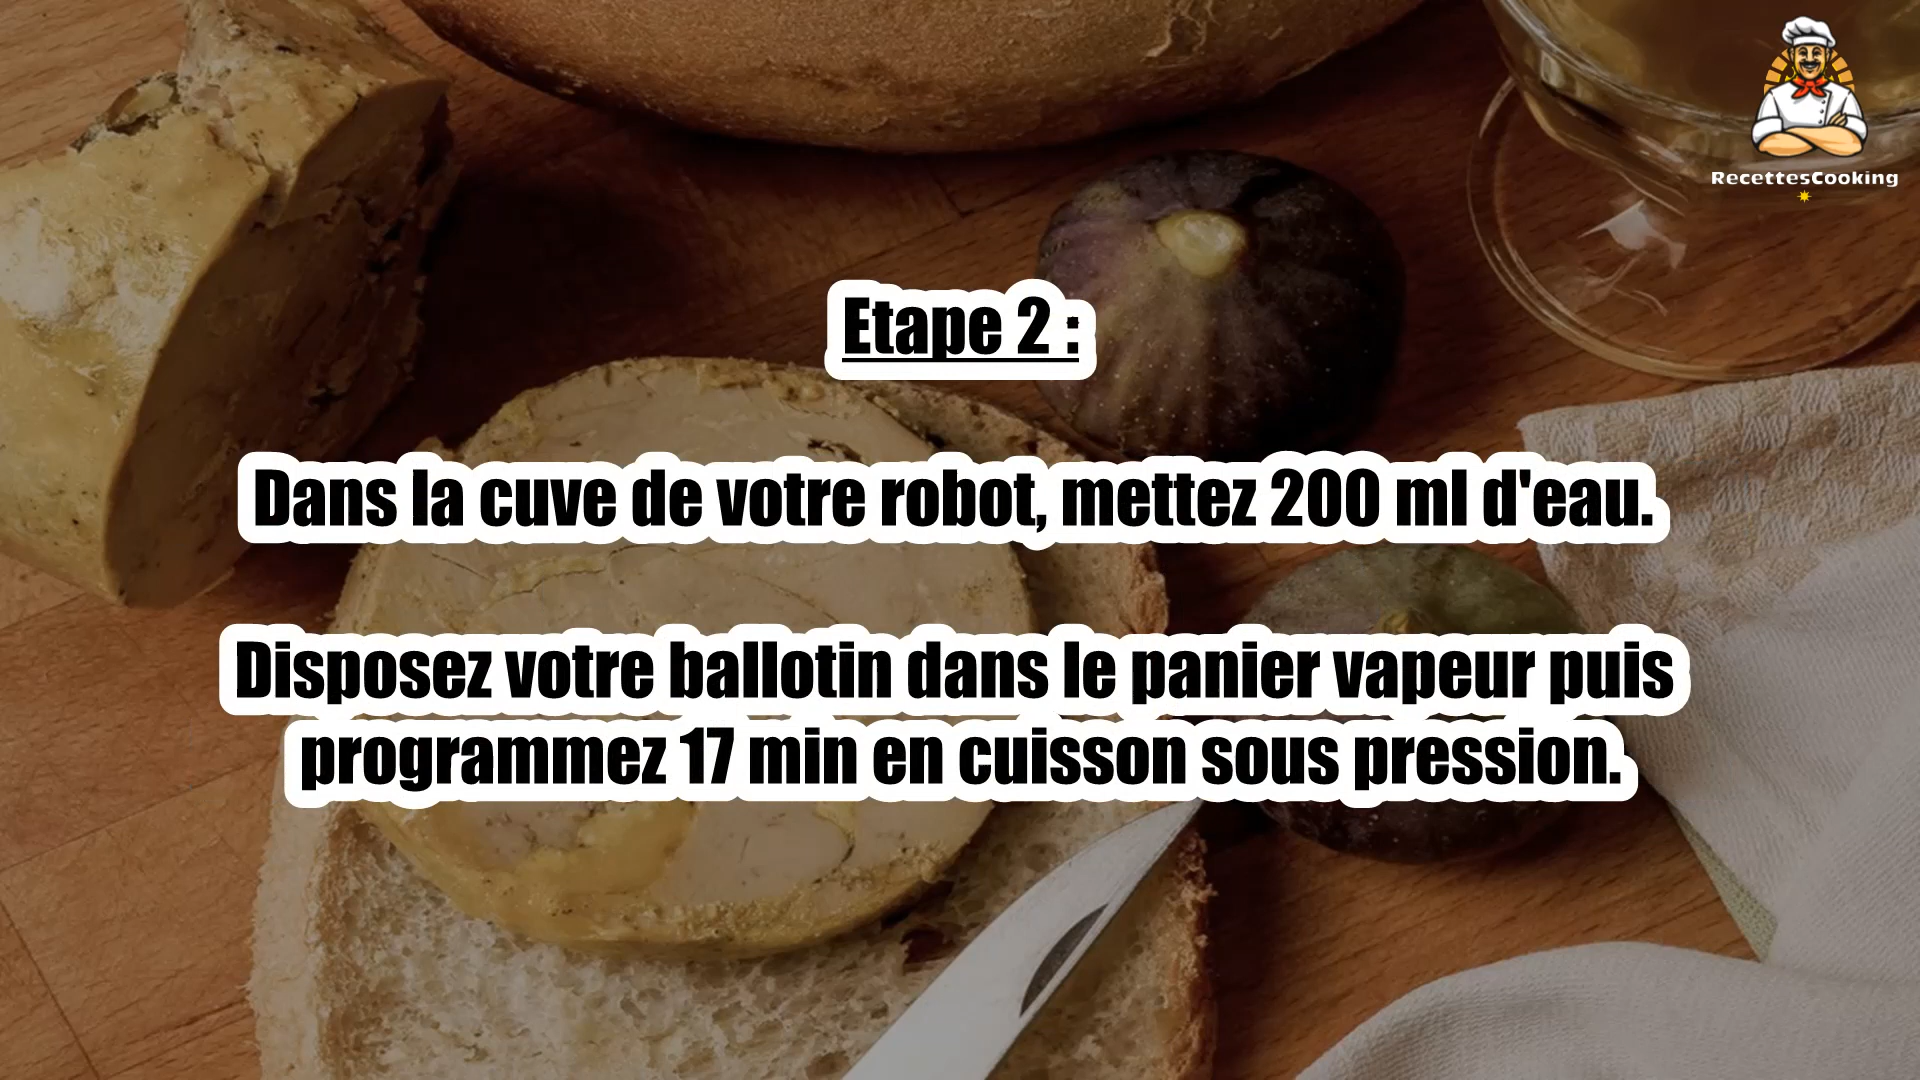 RecettesCooking
Etape 2 :
Dans la cuve de votre robot, mettez 200 ml d'eau.
Disposez votre ballotin dans le panier vapeur puis
programmez 17 min en cuisson sous pression.